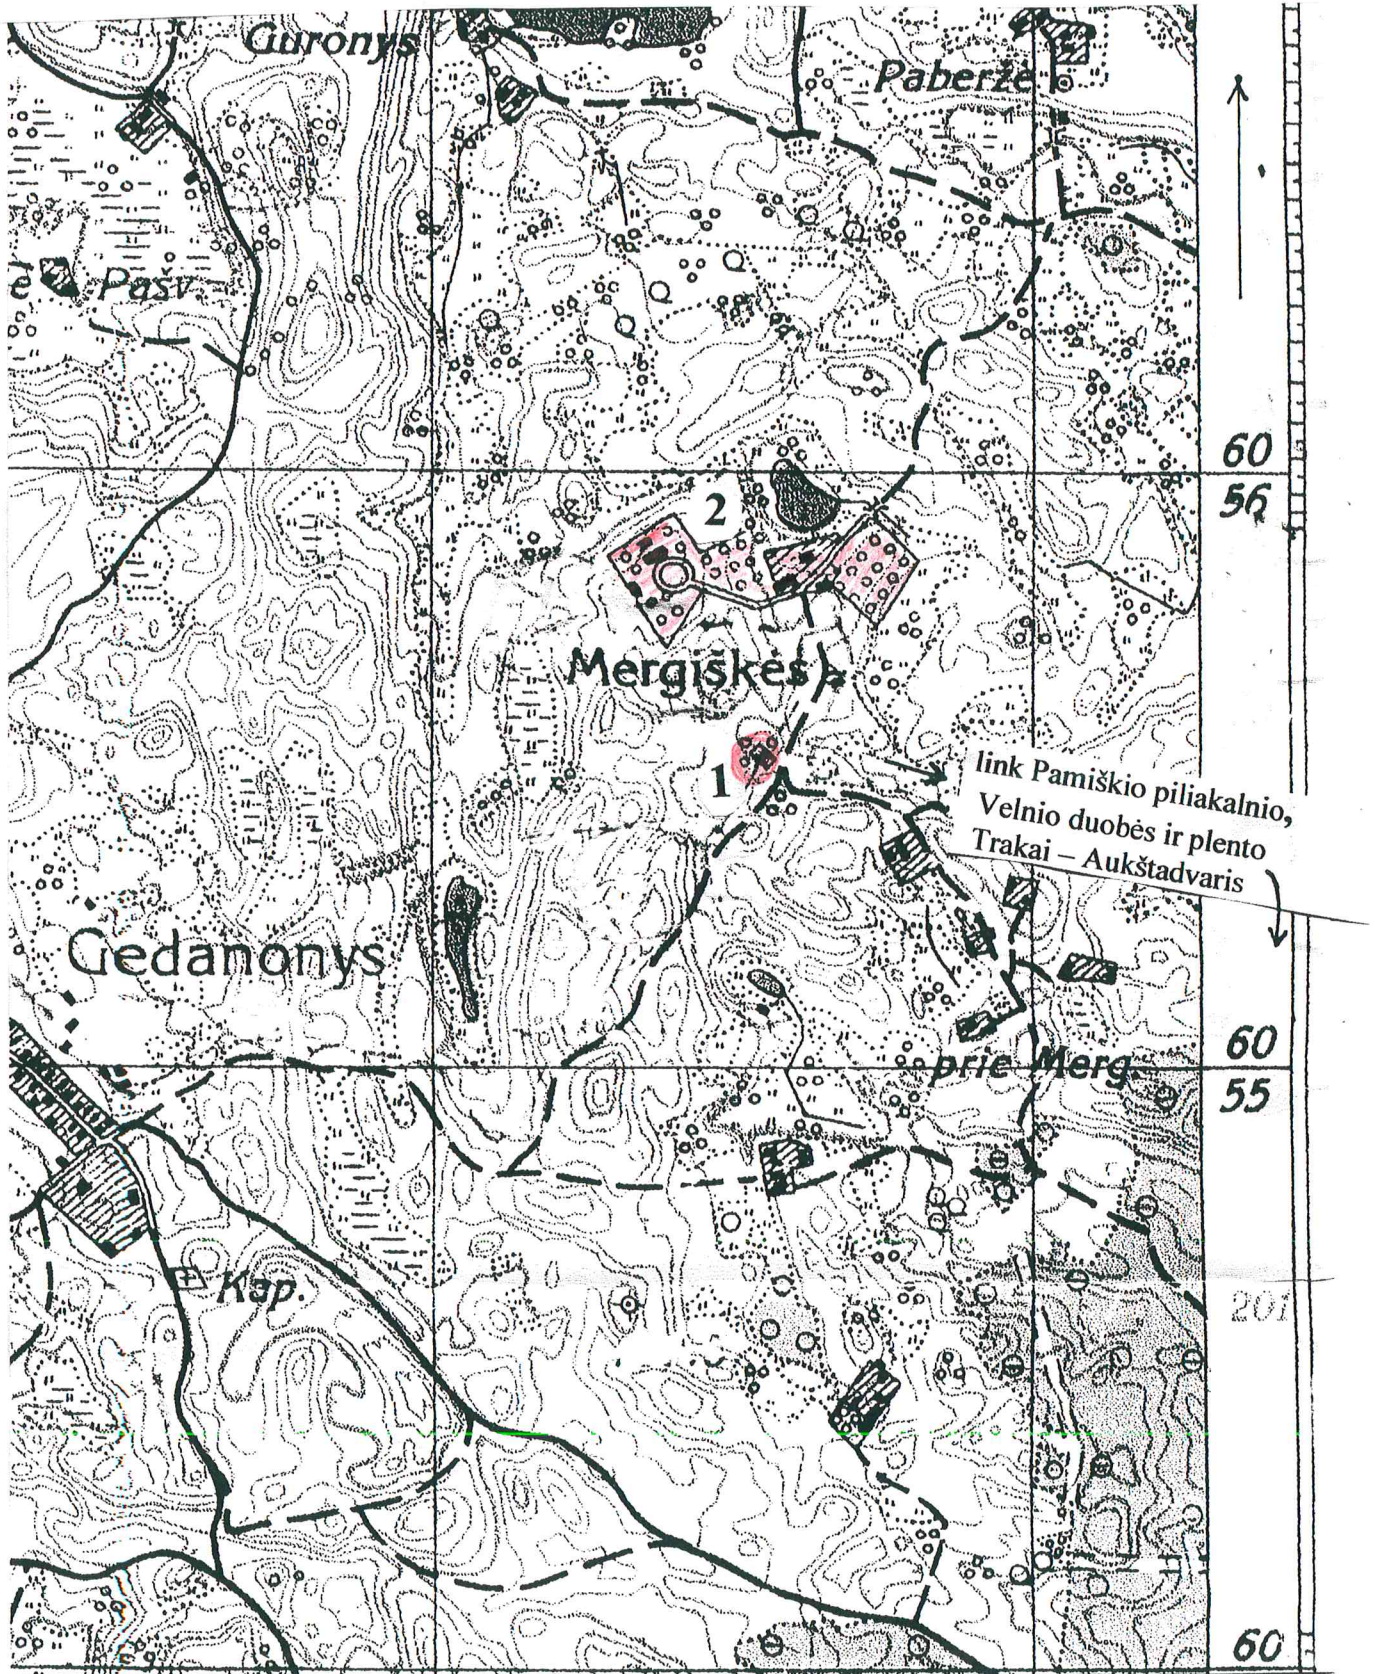 Guronys
Paberžė
Pasv.
60
56
2
Mergiškės
1
link Pamiškio piliakalnio,
Velnio duobės ir plento
Trakai – Aukštadvaris
Gedanonys
prie Merg.
60
55
Kap.
201
60